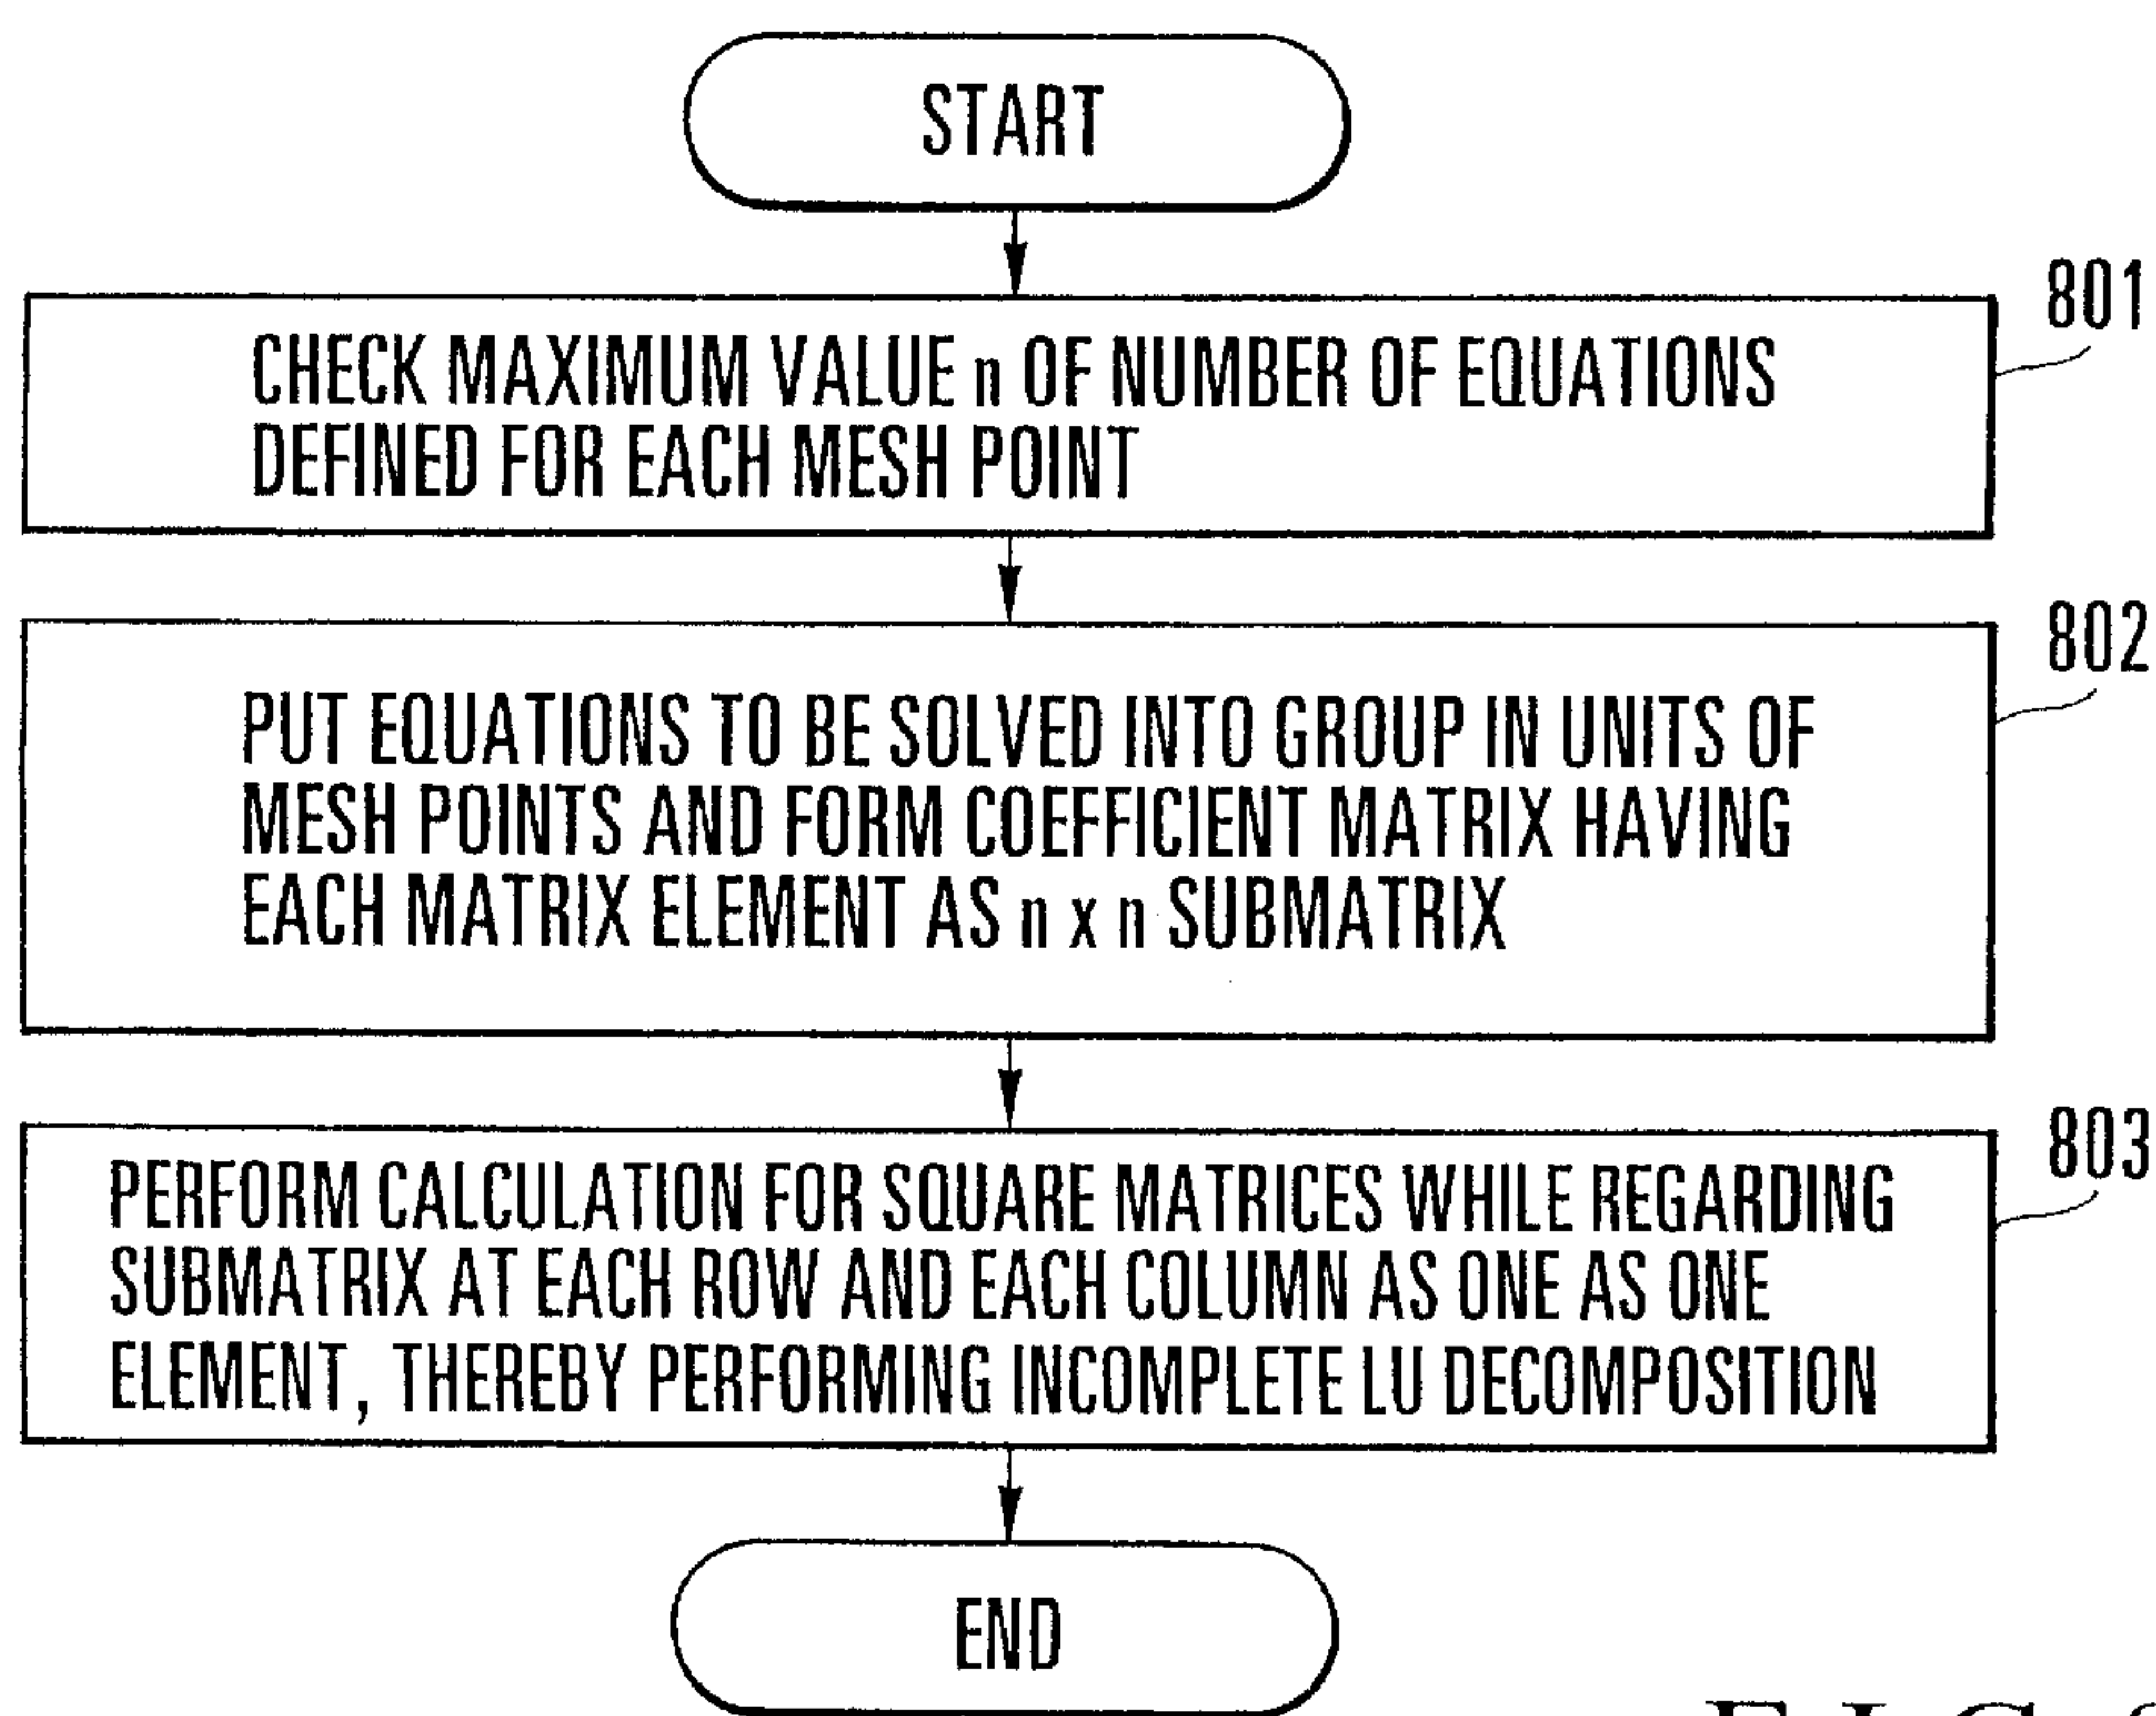 START
801
CHECK MAXIMUM VALUE n OF NUMBER OF EQUATIONS
DEFINED FOR EACH MESH POINT
802
PUT EQUATIONS TO BE SOLVED INTO GROUP IN UNITS OF
MESH POINTS AND FORM COEFFICIENT MATRIX HAVING
EACH MATRIX ELEMENT AS n x n SUBMATRIX
803
PERFORM CALCULATION FOR SQUARE MATRICES WHILE REGARDING
SUBMATRIX AT EACH ROW AND EACH COLUMN AS ONE AS ONE
ELEMENT, THEREBY PERFORMING INCOMPLETE LU DECOMPOSITION
END